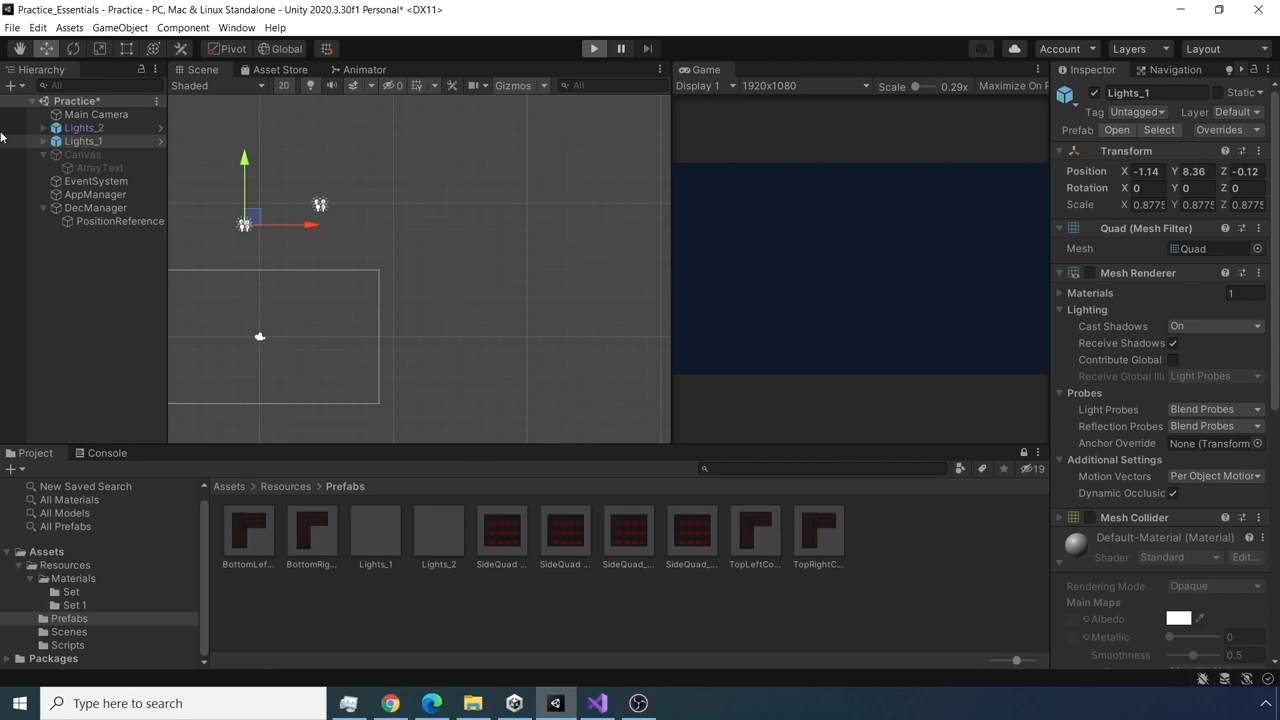 Practice_Essentials - Practice - PC, Mac & Linux Standalone - Unity 2020.3.30f1 Personal* <DX11>
File Edit Assets GameObject Component Window Help
Pivot Global Account Layers Layout
Hierarchy
All
Practice*
Main Camera
Lights_2
Lights_1
Canvas
ArrayText
EventSystem
AppManager
DecManager
PositionReference
Scene Asset Store Animator
Shaded 2D 0 Gizmos All
Game
Display 1 1920x1080 Scale 0.29x Maximize On P
Inspector Navigation
Lights_1 Static
Tag Untagged Layer Default
Prefab Open Select Overrides
Transform
Position X -1.14 Y 8.36 Z -0.12
Rotation X 0 Y 0 Z 0
Scale X 0.8775 Y 0.8775 Z 0.8775
Quad (Mesh Filter)
Mesh Quad
Mesh Renderer
Materials 1
Lighting
Cast Shadows On
Receive Shadows
Contribute Global
Receive Global Illu Light Probes
Probes
Light Probes Blend Probes
Reflection Probes Blend Probes
Anchor Override None (Transform
Additional Settings
Motion Vectors Per Object Motion
Dynamic Occlusic
Mesh Collider
Default-Material (Material)
Shader Standard Edit...
Rendering Mode Opaque
Main Maps
Albedo
Metallic 0
Smoothness 0.5
Project Console
19
New Saved Search
All Materials
All Models
All Prefabs
Assets
Resources
Materials
Set
Set 1
Prefabs
Scenes
Scripts
Packages
Assets > Resources > Prefabs
BottomLef... BottomRig... Lights_1 Lights_2 SideQuad ... SideQuad ... SideQuad_... SideQuad_... TopLeftCo... TopRightC...
Type here to search